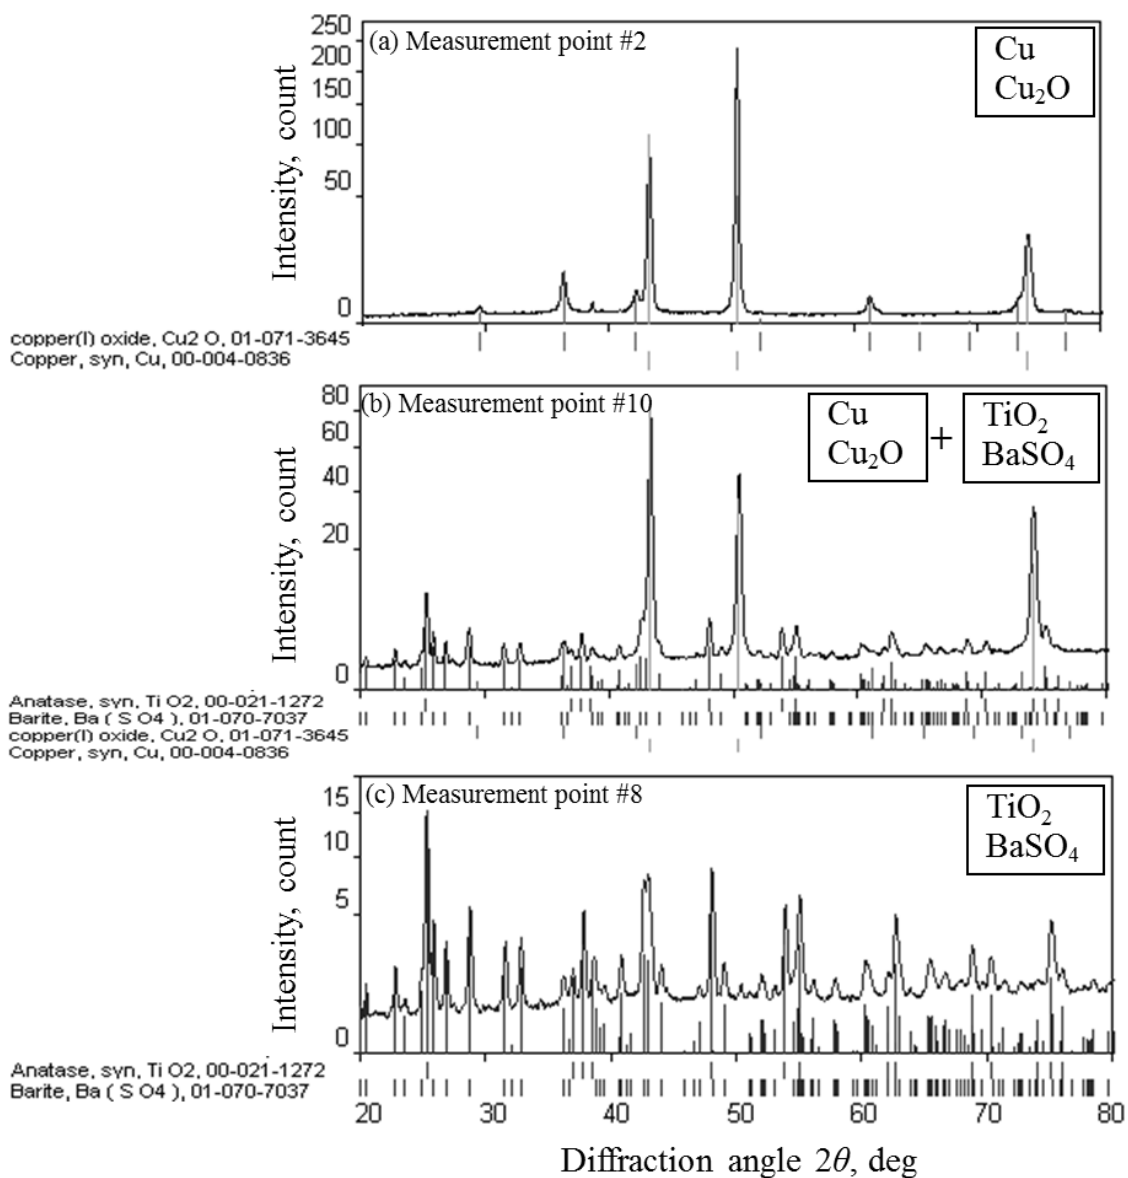 250
200
150
100
50
0
Intensity, count
(a) Measurement point #2
Cu
Cu₂O
copper(I) oxide, Cu2 O, 01-071-3645
Copper, syn, Cu, 00-004-0836
80
60
40
20
0
Intensity, count
(b) Measurement point #10
Cu
Cu₂O
+
TiO₂
BaSO₄
Anatase, syn, Ti O2, 00-021-1272
Barite, Ba ( S O4 ), 01-070-7037
copper(I) oxide, Cu2 O, 01-071-3645
Copper, syn, Cu, 00-004-0836
15
10
5
0
Intensity, count
(c) Measurement point #8
TiO₂
BaSO₄
Anatase, syn, Ti O2, 00-021-1272
Barite, Ba ( S O4 ), 01-070-7037
20 30 40 50 60 70 80
Diffraction angle 2θ, deg